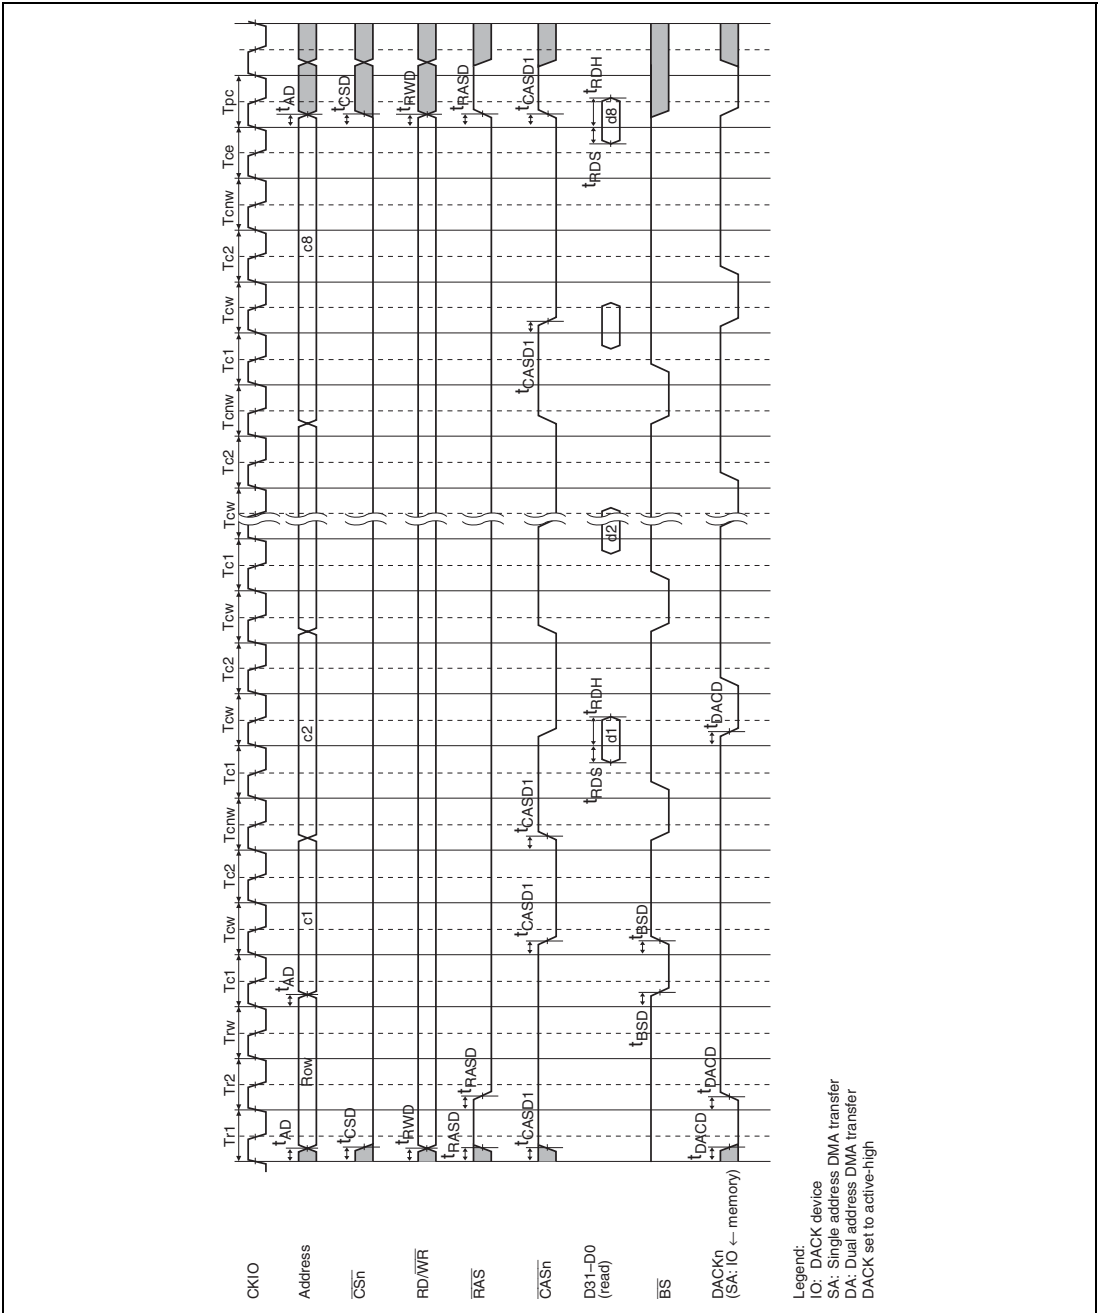 Tr1 Tr2 Trw Tc1 Tcw Tc2 Tcnw Tc1 Tcw Tc2 Tcw Tc1 Tcw Tc2 Tcnw Tc1 Tcw Tc2 Tcnw Tce Tpc
CKIO
tAD tAD tAD
Address Row c1 c2 c8
tCSD tCSD
CSn
tRWD tRWD
RD/WR
tRASD tRASD tRASD
RAS
tCASD1 tCASD1 tCASD1 tCASD1 tCASD1
CASn
tRDS tRDH tRDS tRDH
D31–D0
(read)
d1 d2 d8
tBSD tBSD
BS
tDACD tDACD tDACD
DACKn
(SA: IO ← memory)
Legend:
IO: DACK device
SA: Single address DMA transfer
DA: Dual address DMA transfer
DACK set to active-high